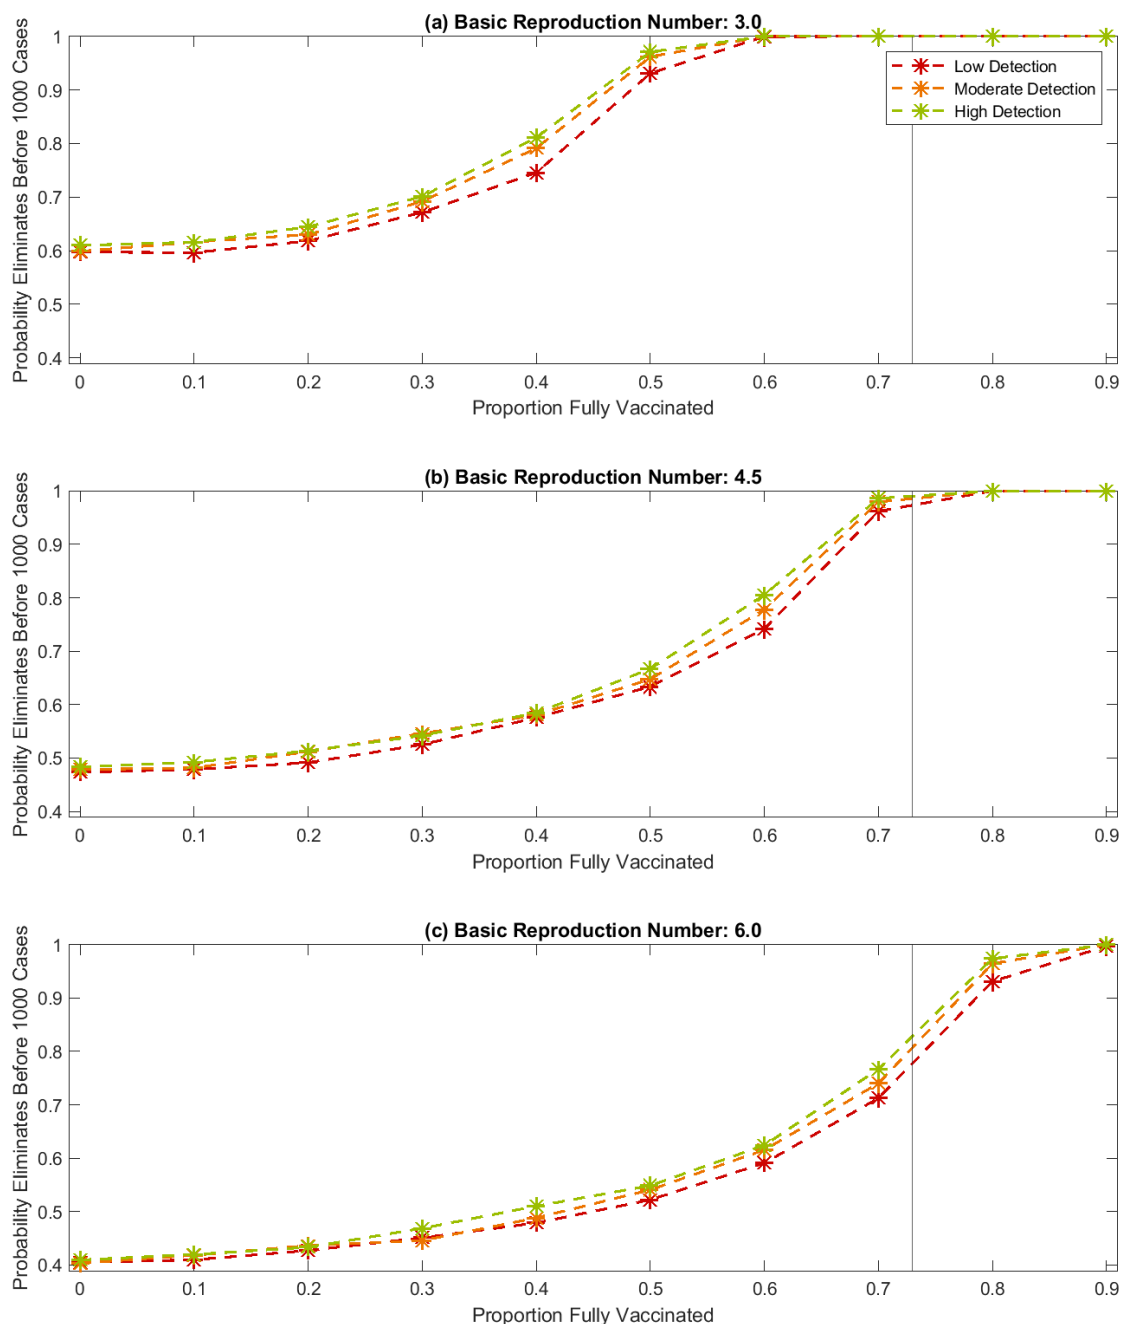 (a) Basic Reproduction Number: 3.0
Probability Eliminates Before 1000 Cases
1
0.9
0.8
0.7
0.6
0.5
0.4
Low Detection
Moderate Detection
High Detection
0 0.1 0.2 0.3 0.4 0.5 0.6 0.7 0.8 0.9
Proportion Fully Vaccinated
(b) Basic Reproduction Number: 4.5
Probability Eliminates Before 1000 Cases
1
0.9
0.8
0.7
0.6
0.5
0.4
0 0.1 0.2 0.3 0.4 0.5 0.6 0.7 0.8 0.9
Proportion Fully Vaccinated
(c) Basic Reproduction Number: 6.0
Probability Eliminates Before 1000 Cases
1
0.9
0.8
0.7
0.6
0.5
0.4
0 0.1 0.2 0.3 0.4 0.5 0.6 0.7 0.8 0.9
Proportion Fully Vaccinated